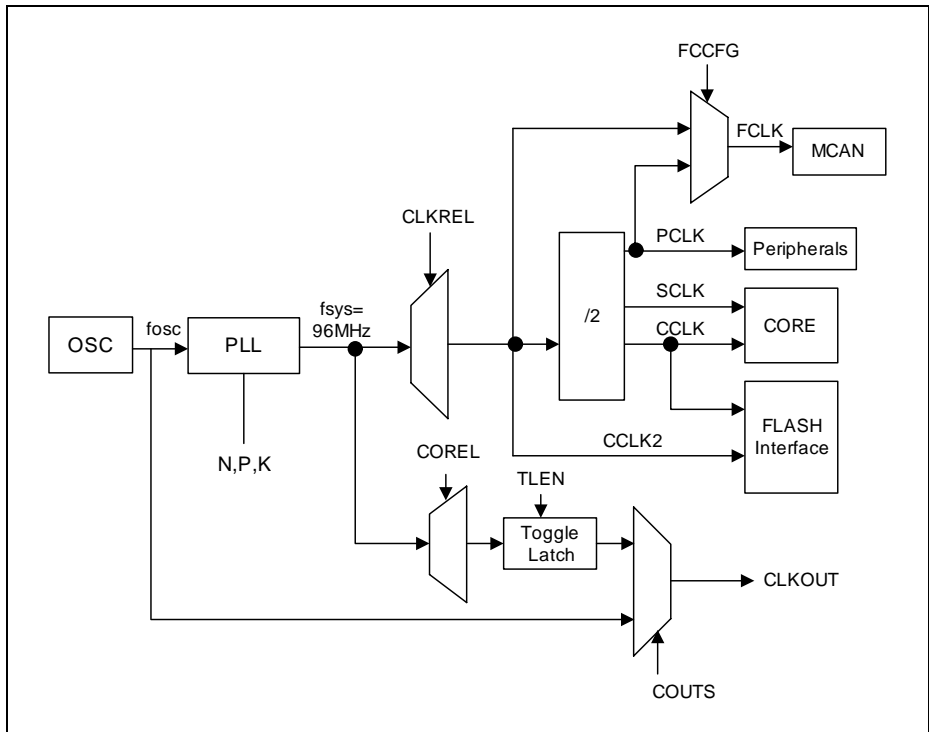 FCCFG
FCLK
MCAN
CLKREL
PCLK
Peripherals
SCLK
fsys=
96MHz
/2
CORE
fosc
OSC
PLL
CCLK
FLASH
Interface
CCLK2
COREL
N,P,K
TLEN
Toggle
Latch
CLKOUT
COUTS